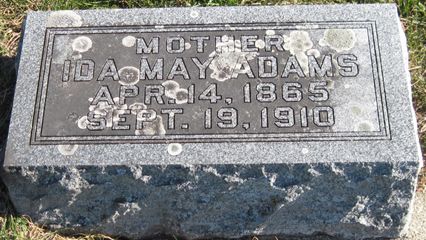 MOTHER
IDA MAY ADAMS
APR. 14, 1865
SEPT. 19, 1910